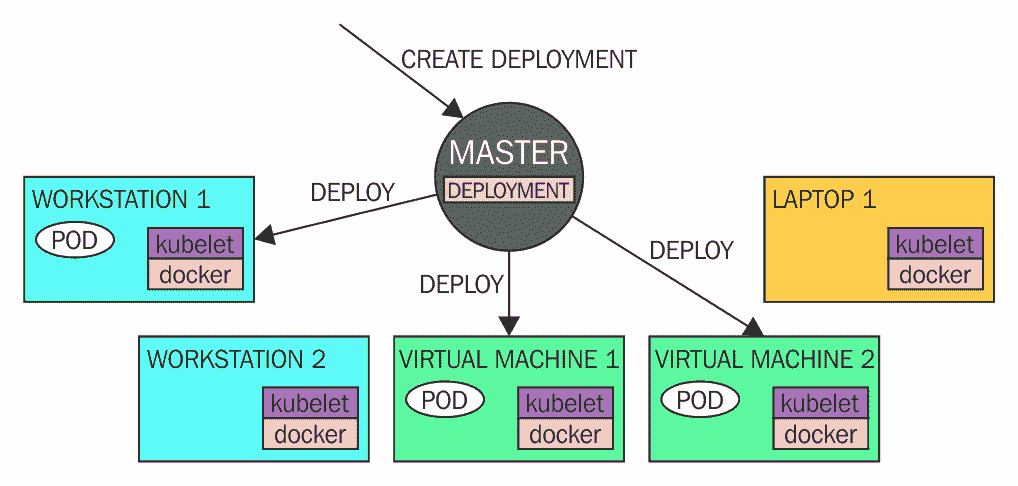 CREATE DEPLOYMENT
MASTER
DEPLOYMENT
DEPLOY
DEPLOY
DEPLOY
WORKSTATION 1
POD
kubelet
docker
LAPTOP 1
kubelet
docker
WORKSTATION 2
kubelet
docker
VIRTUAL MACHINE 1
POD
kubelet
docker
VIRTUAL MACHINE 2
POD
kubelet
docker